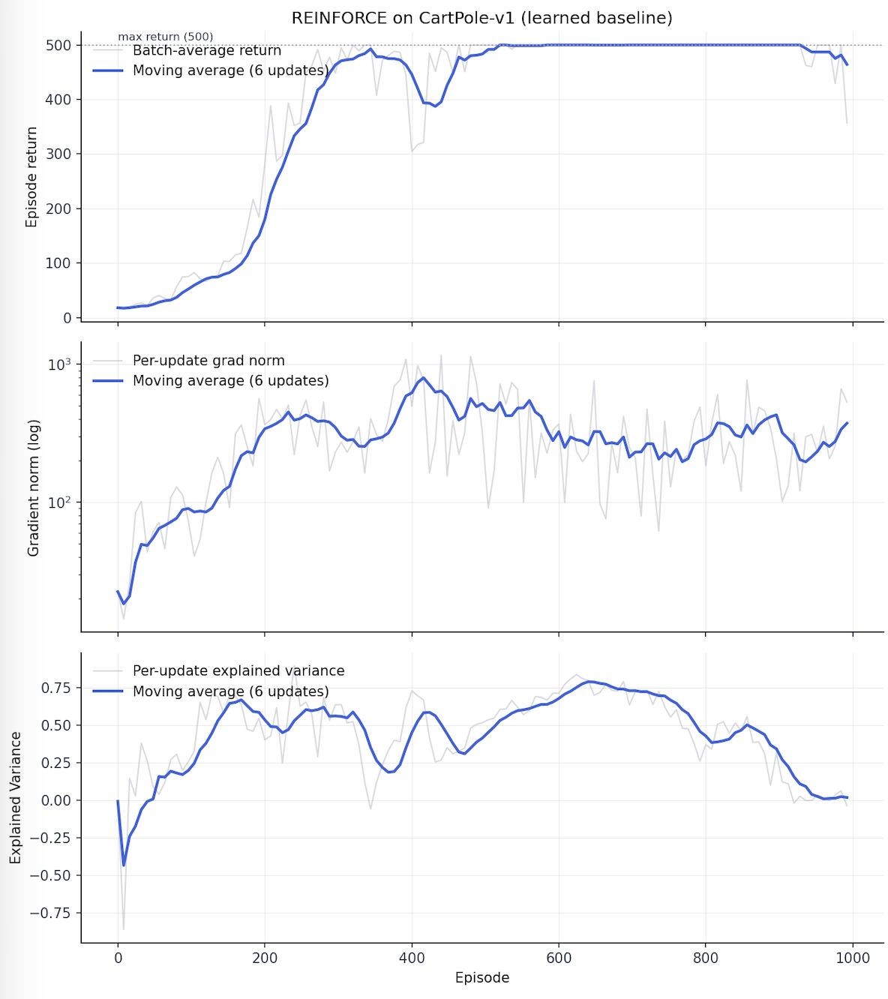 REINFORCE on CartPole-v1 (learned baseline)
max return (500)
Batch-average return
Moving average (6 updates)
500
400
300
200
100
0
Episode return
Per-update grad norm
Moving average (6 updates)
10³
10²
Gradient norm (log)
Per-update explained variance
Moving average (6 updates)
0.75
0.50
0.25
0.00
−0.25
−0.50
−0.75
Explained Variance
0 200 400 600 800 1000
Episode